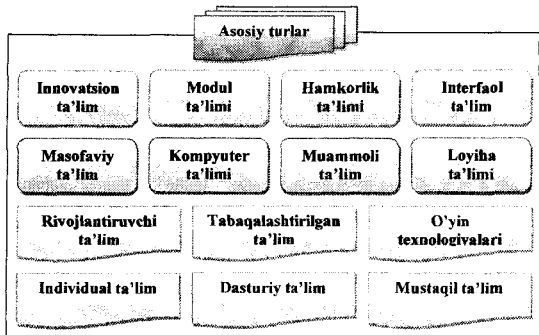 Asosiy turlar
Innovatsion
ta'lim
Modul
ta'limi
Hamkorlik
ta'limi
Interfaol
ta'lim
Masofaviy
ta'lim
Kompyuter
ta'limi
Muammoli
ta'lim
Loyiha
ta'limi
Rivojlantiruvchi
ta'lim
Tabaqalashtirilgan
ta'lim
O'yin
texnologivalari
Individual ta'lim
Dasturiy ta'lim
Mustaqil ta'lim